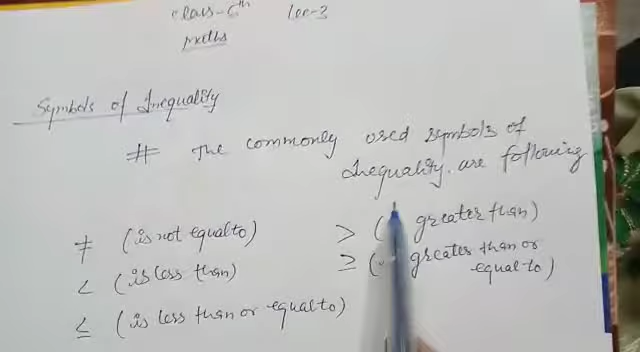 class-6th Lec-3
Maths
Symbols of Inequality
# The commonly used symbols of
Inequality. are following
≠ (is not equal to)
< (is less than)
≤ (is less than or equal to)
> ( greater than)
≥ ( greater than or
equal to)